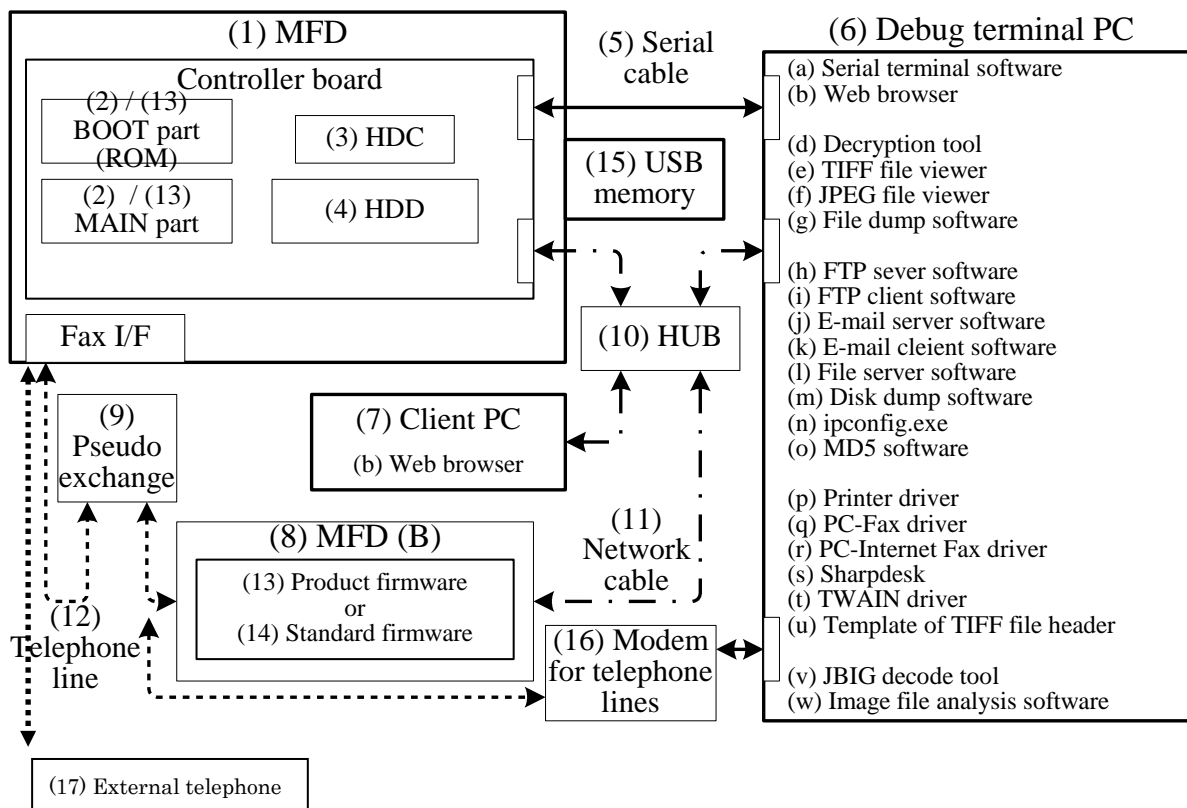 (1) MFD
Controller board
(2) / (13)
BOOT part
(ROM)
(3) HDC
(2) / (13)
MAIN part
(4) HDD
Fax I/F
(5) Serial
cable
(15) USB
memory
(10) HUB
(7) Client PC
(b) Web browser
(9)
Pseudo
exchange
(8) MFD (B)
(13) Product firmware
or
(14) Standard firmware
(11)
Network
cable
(12)
Telephone
line
(16) Modem
for telephone
lines
(17) External telephone
(6) Debug terminal PC
(a) Serial terminal software
(b) Web browser
(d) Decryption tool
(e) TIFF file viewer
(f) JPEG file viewer
(g) File dump software
(h) FTP sever software
(i) FTP client software
(j) E-mail server software
(k) E-mail cleient software
(l) File server software
(m) Disk dump software
(n) ipconfig.exe
(o) MD5 software
(p) Printer driver
(q) PC-Fax driver
(r) PC-Internet Fax driver
(s) Sharpdesk
(t) TWAIN driver
(u) Template of TIFF file header
(v) JBIG decode tool
(w) Image file analysis software